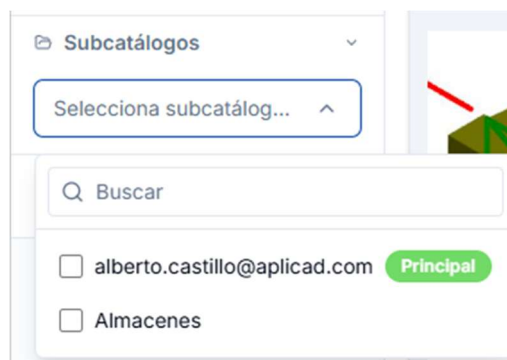 Subcatálogos
Selecciona subcatálog...
Buscar
alberto.castillo@aplicad.com Principal
Almacenes